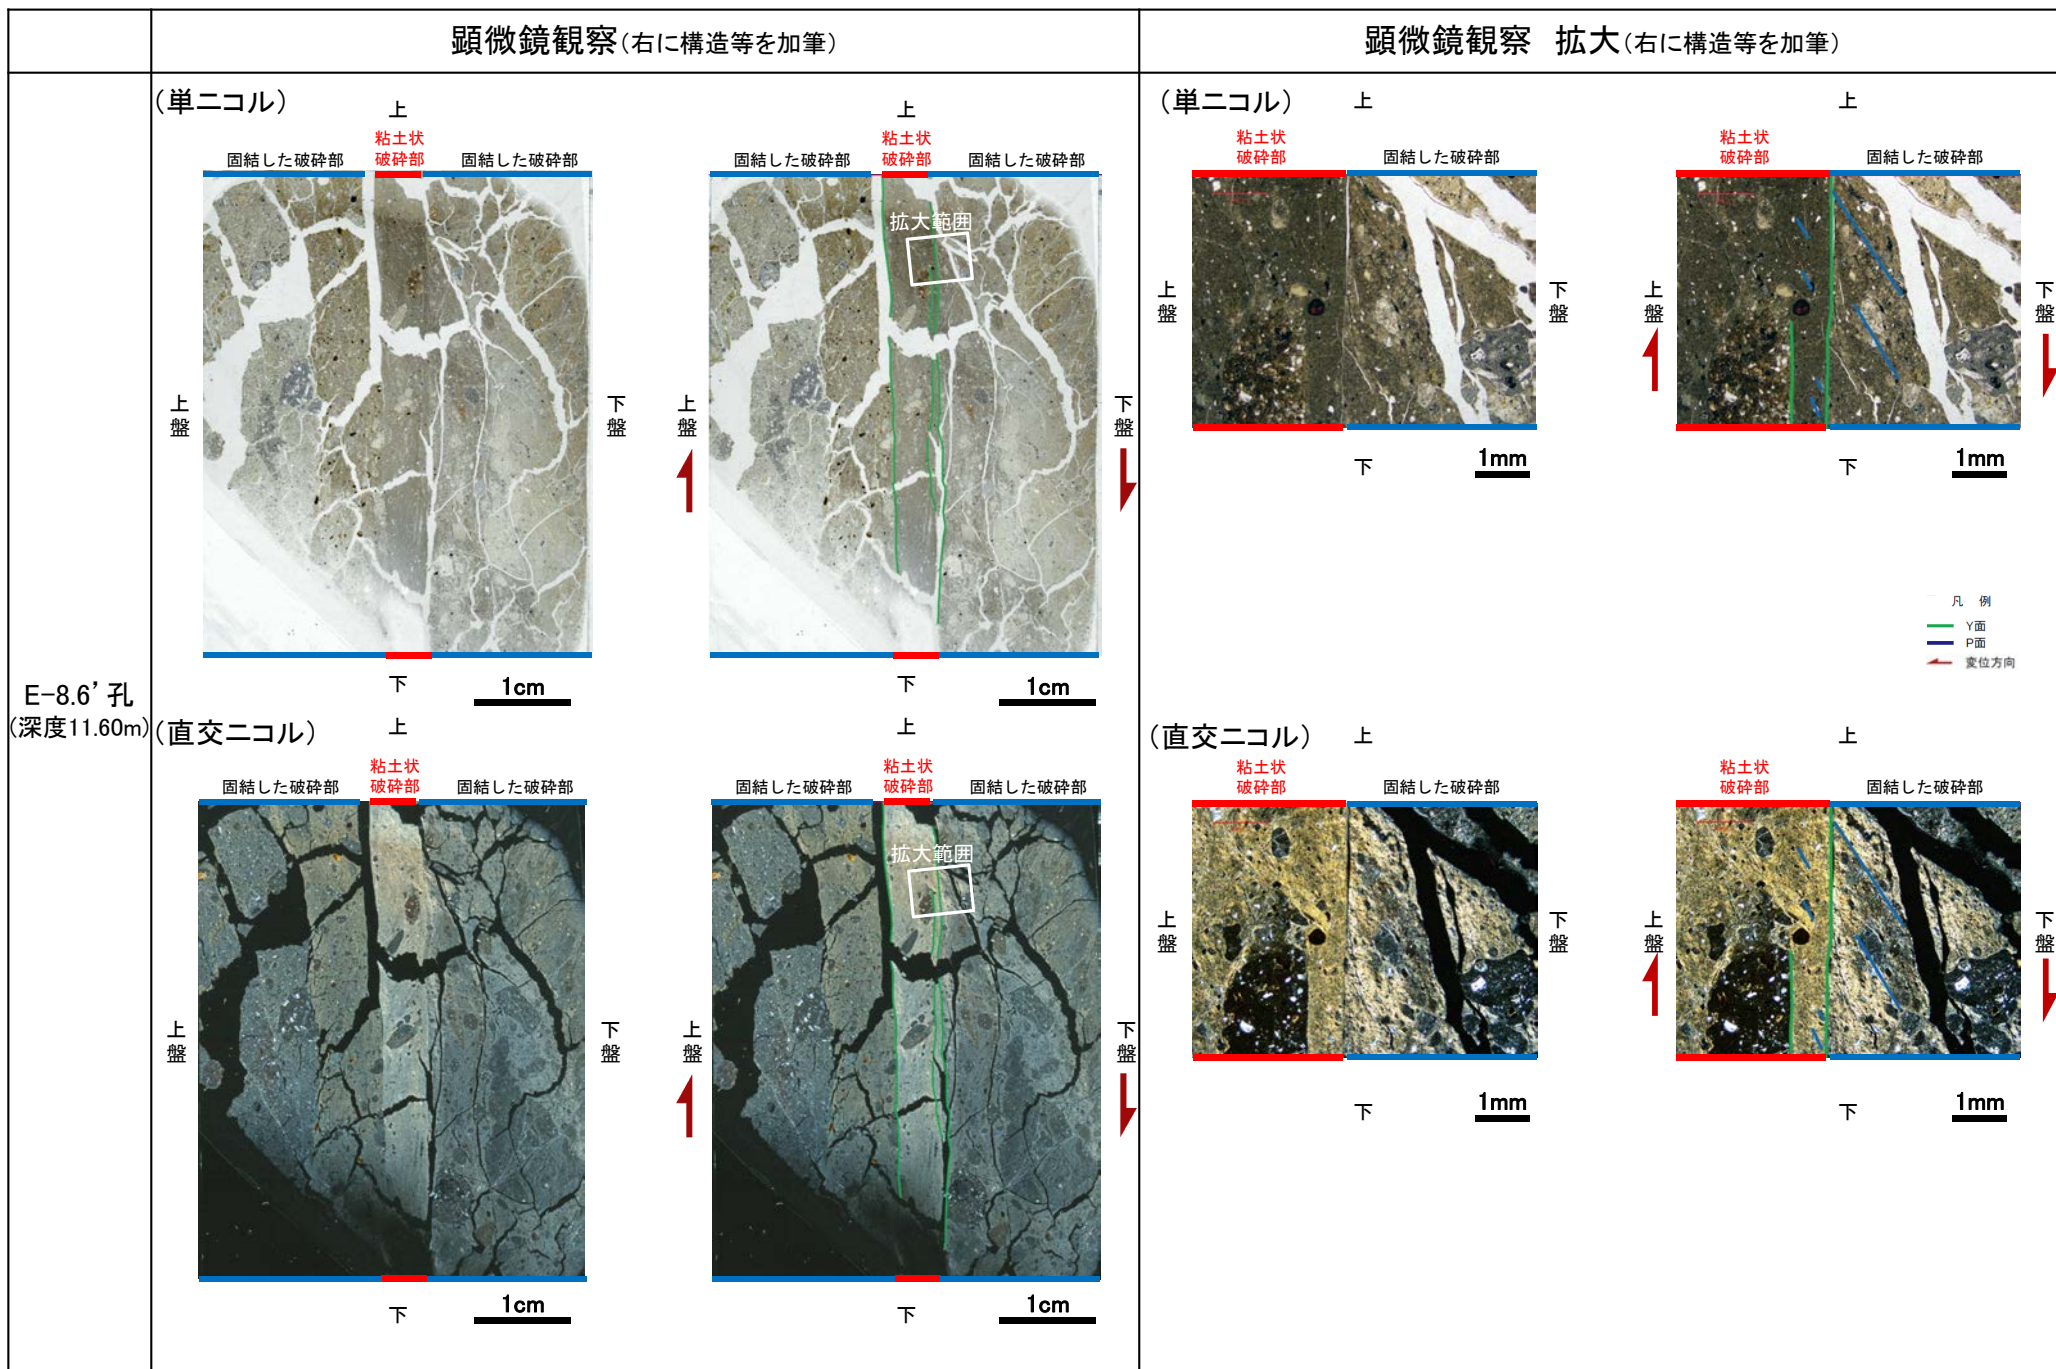 顕微鏡観察(右に構造等を加筆)
顕微鏡観察 拡大(右に構造等を加筆)
E-8.6’孔
(深度11.60m)
(単ニコル)
上
粘土状
破砕部
固結した破砕部
固結した破砕部
上盤
下盤
下
1cm
上
粘土状
破砕部
固結した破砕部
固結した破砕部
拡大範囲
上盤
下盤
下
1cm
(単ニコル)
上
粘土状
破砕部
固結した破砕部
上盤
下盤
下
1mm
上
粘土状
破砕部
固結した破砕部
上盤
下盤
下
1mm
凡 例
Y面
P面
変位方向
(直交ニコル)
上
粘土状
破砕部
固結した破砕部
固結した破砕部
上盤
下盤
下
1cm
上
粘土状
破砕部
固結した破砕部
固結した破砕部
拡大範囲
上盤
下盤
下
1cm
(直交ニコル)
上
粘土状
破砕部
固結した破砕部
上盤
下盤
下
1mm
上
粘土状
破砕部
固結した破砕部
上盤
下盤
下
1mm